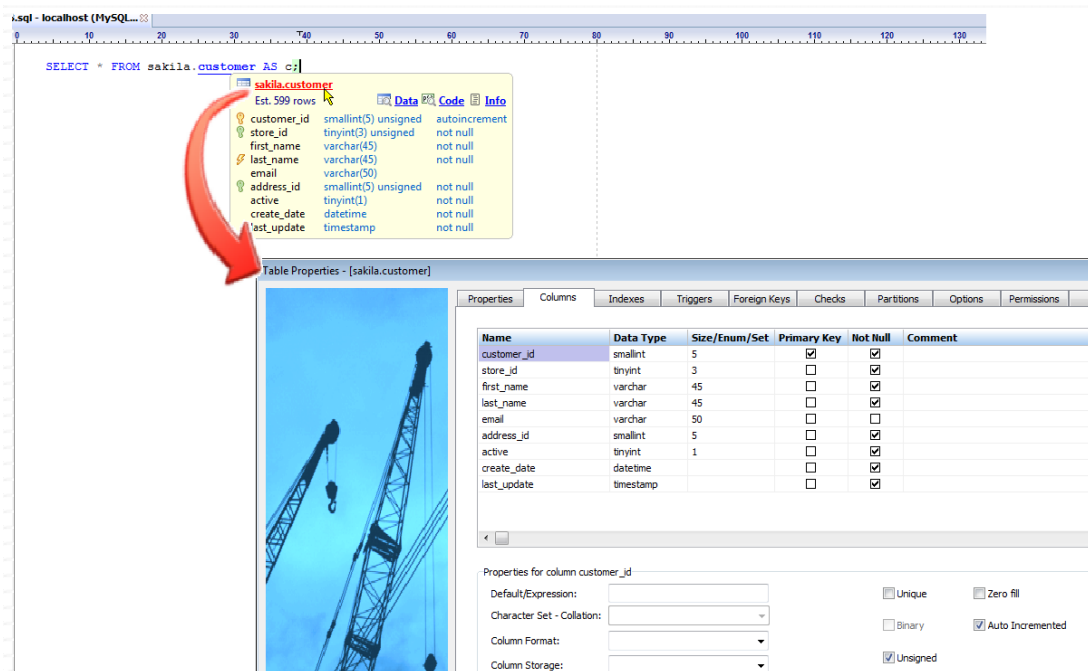 .sql - localhost (MySQL...
0 10 20 30 40 50 60 70 80 90 100 110 120 130
SELECT * FROM sakila.customer AS c;
sakila.customer
Est. 599 rows Data Code Info
customer_id smallint(5) unsigned autoincrement
store_id tinyint(3) unsigned not null
first_name varchar(45) not null
last_name varchar(45) not null
email varchar(50)
address_id smallint(5) unsigned not null
active tinyint(1) not null
create_date datetime not null
last_update timestamp not null
Table Properties - [sakila.customer]
Properties Columns Indexes Triggers Foreign Keys Checks Partitions Options Permissions
Name Data Type Size/Enum/Set Primary Key Not Null Comment
customer_id smallint 5
store_id tinyint 3
first_name varchar 45
last_name varchar 45
email varchar 50
address_id smallint 5
active tinyint 1
create_date datetime
last_update timestamp
Properties for column customer_id
Default/Expression: Unique Zero fill
Character Set - Collation: Binary Auto Incremented
Column Format:
Column Storage: Unsigned